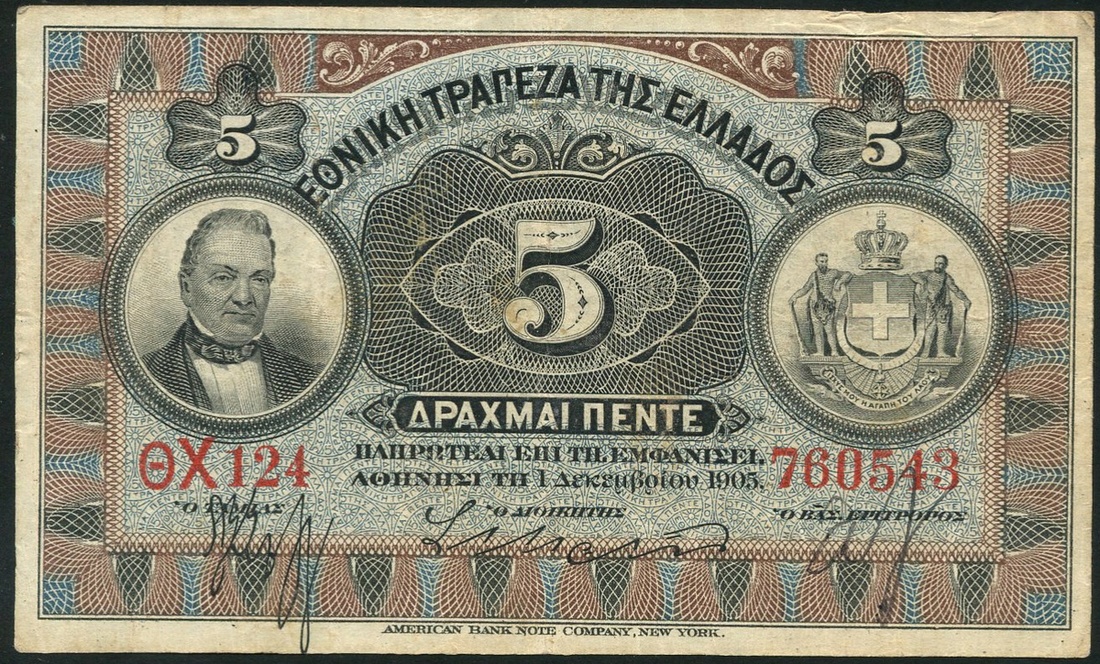 ΕΘΝΙΚΗ ΤΡΑΠΕΖΑ ΤΗΣ ΕΛΛΑΔΟΣ
5
5
5
ΔΡΑΧΜΑΙ ΠΕΝΤΕ
ΘΧ 124
ΠΛΗΡΩΤΕΑΙ ΕΠΙ ΤΗ ΕΜΦΑΝΙΣΕΙ.
760543
ΑΘΗΝΗΣΙ ΤΗ 1 Δεκεμβρίου 1905.
Ὁ ΤΑΜΙΑΣ
Ὁ ΔΙΟΙΚΗΤΗΣ
Ὁ ΒΑΣ. ΕΠΙΤΡΟΠΟΣ
AMERICAN BANK NOTE COMPANY, NEW YORK.